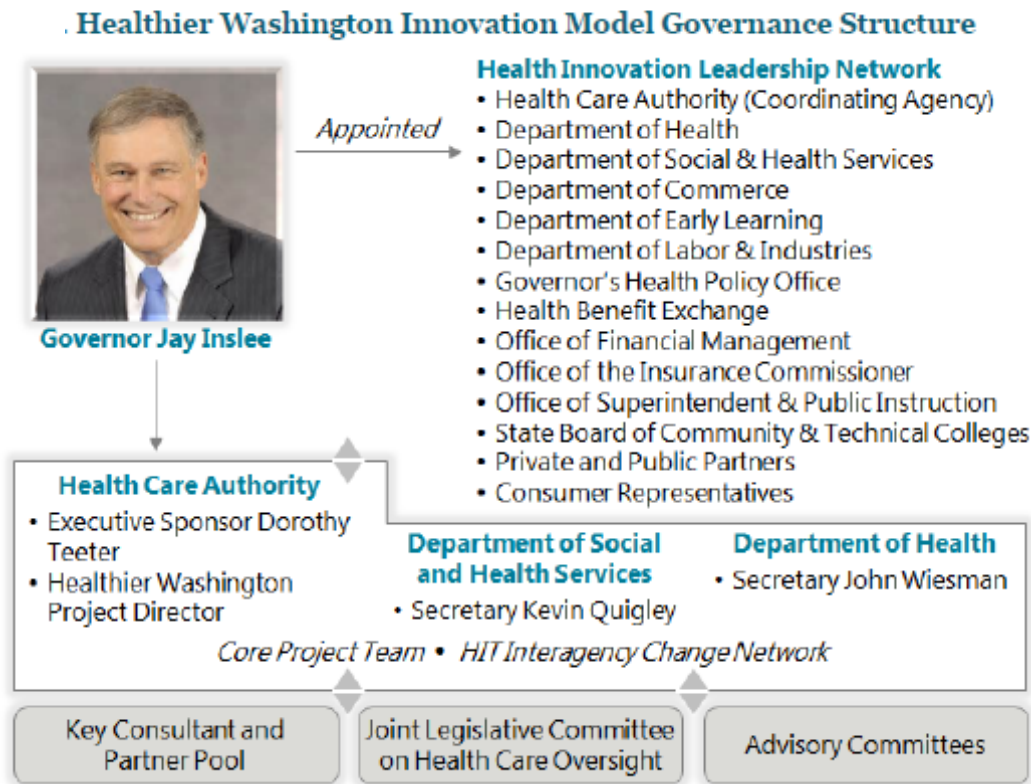 . Healthier Washington Innovation Model Governance Structure
Health Innovation Leadership Network
• Health Care Authority (Coordinating Agency)
• Department of Health
• Department of Social & Health Services
• Department of Commerce
• Department of Early Learning
• Department of Labor & Industries
• Governor's Health Policy Office
• Health Benefit Exchange
• Office of Financial Management
• Office of the Insurance Commissioner
• Office of Superintendent & Public Instruction
• State Board of Community & Technical Colleges
• Private and Public Partners
• Consumer Representatives
Appointed
Governor Jay Inslee
Health Care Authority
• Executive Sponsor Dorothy
Teeter
• Healthier Washington
Project Director
Department of Social
and Health Services
• Secretary Kevin Quigley
Department of Health
• Secretary John Wiesman
Core Project Team • HIT Interagency Change Network
Key Consultant and
Partner Pool
Joint Legislative Committee
on Health Care Oversight
Advisory Committees